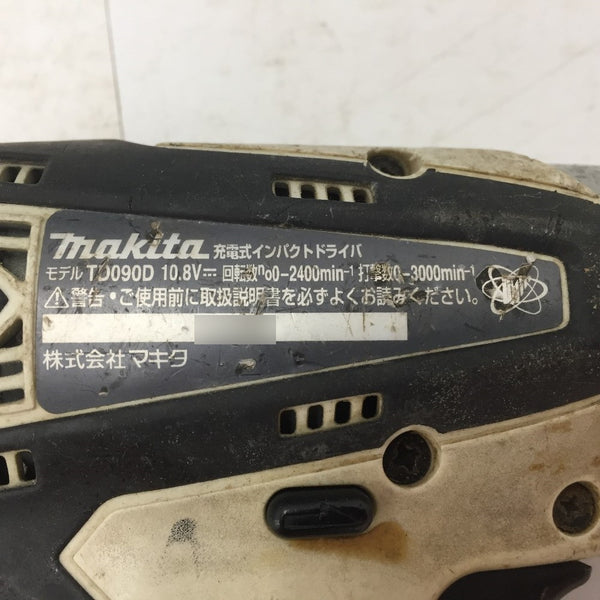 makita 充電式インパクトドライバ
モデル TD090D 10.8V⎓ 回転数 n₀0-2400min⁻¹ 打撃数0-3000min⁻¹
⚠警告・ご使用前に取扱説明書を必ずよくお読みください。
株式会社マキタ